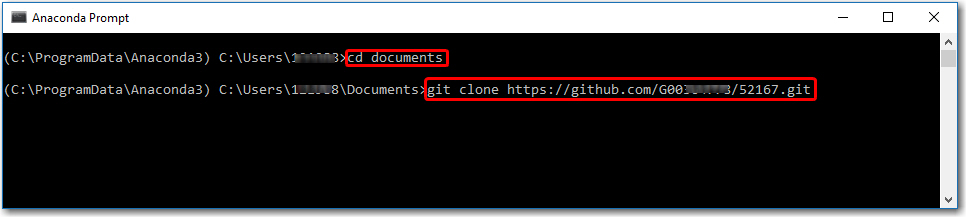 Anaconda Prompt
(C:\ProgramData\Anaconda3) C:\Users\ >cd documents
(C:\ProgramData\Anaconda3) C:\Users\ \Documents>git clone https://github.com/ /52167.git